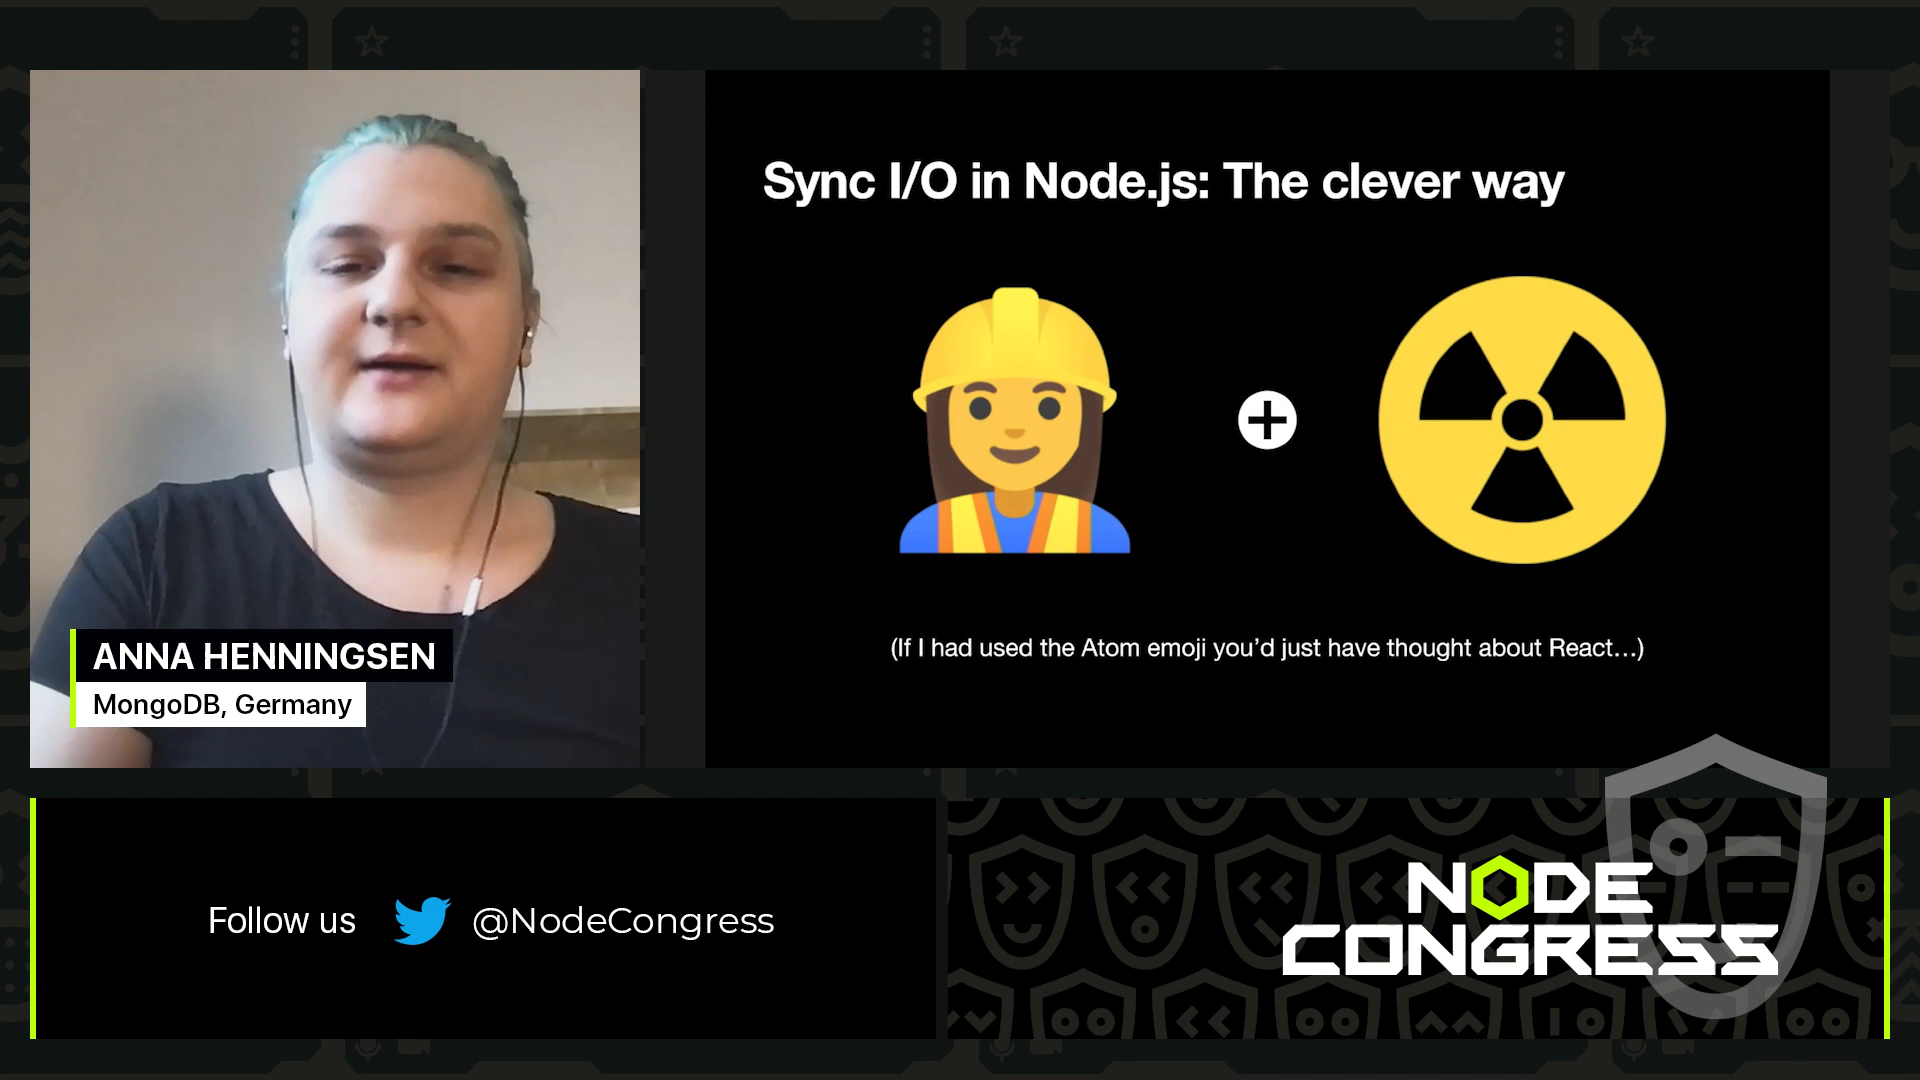 Sync I/O in Node.js: The clever way
(If I had used the Atom emoji you’d just have thought about React…)
ANNA HENNINGSEN
MongoDB, Germany
Follow us @NodeCongress
NODE
CONGRESS